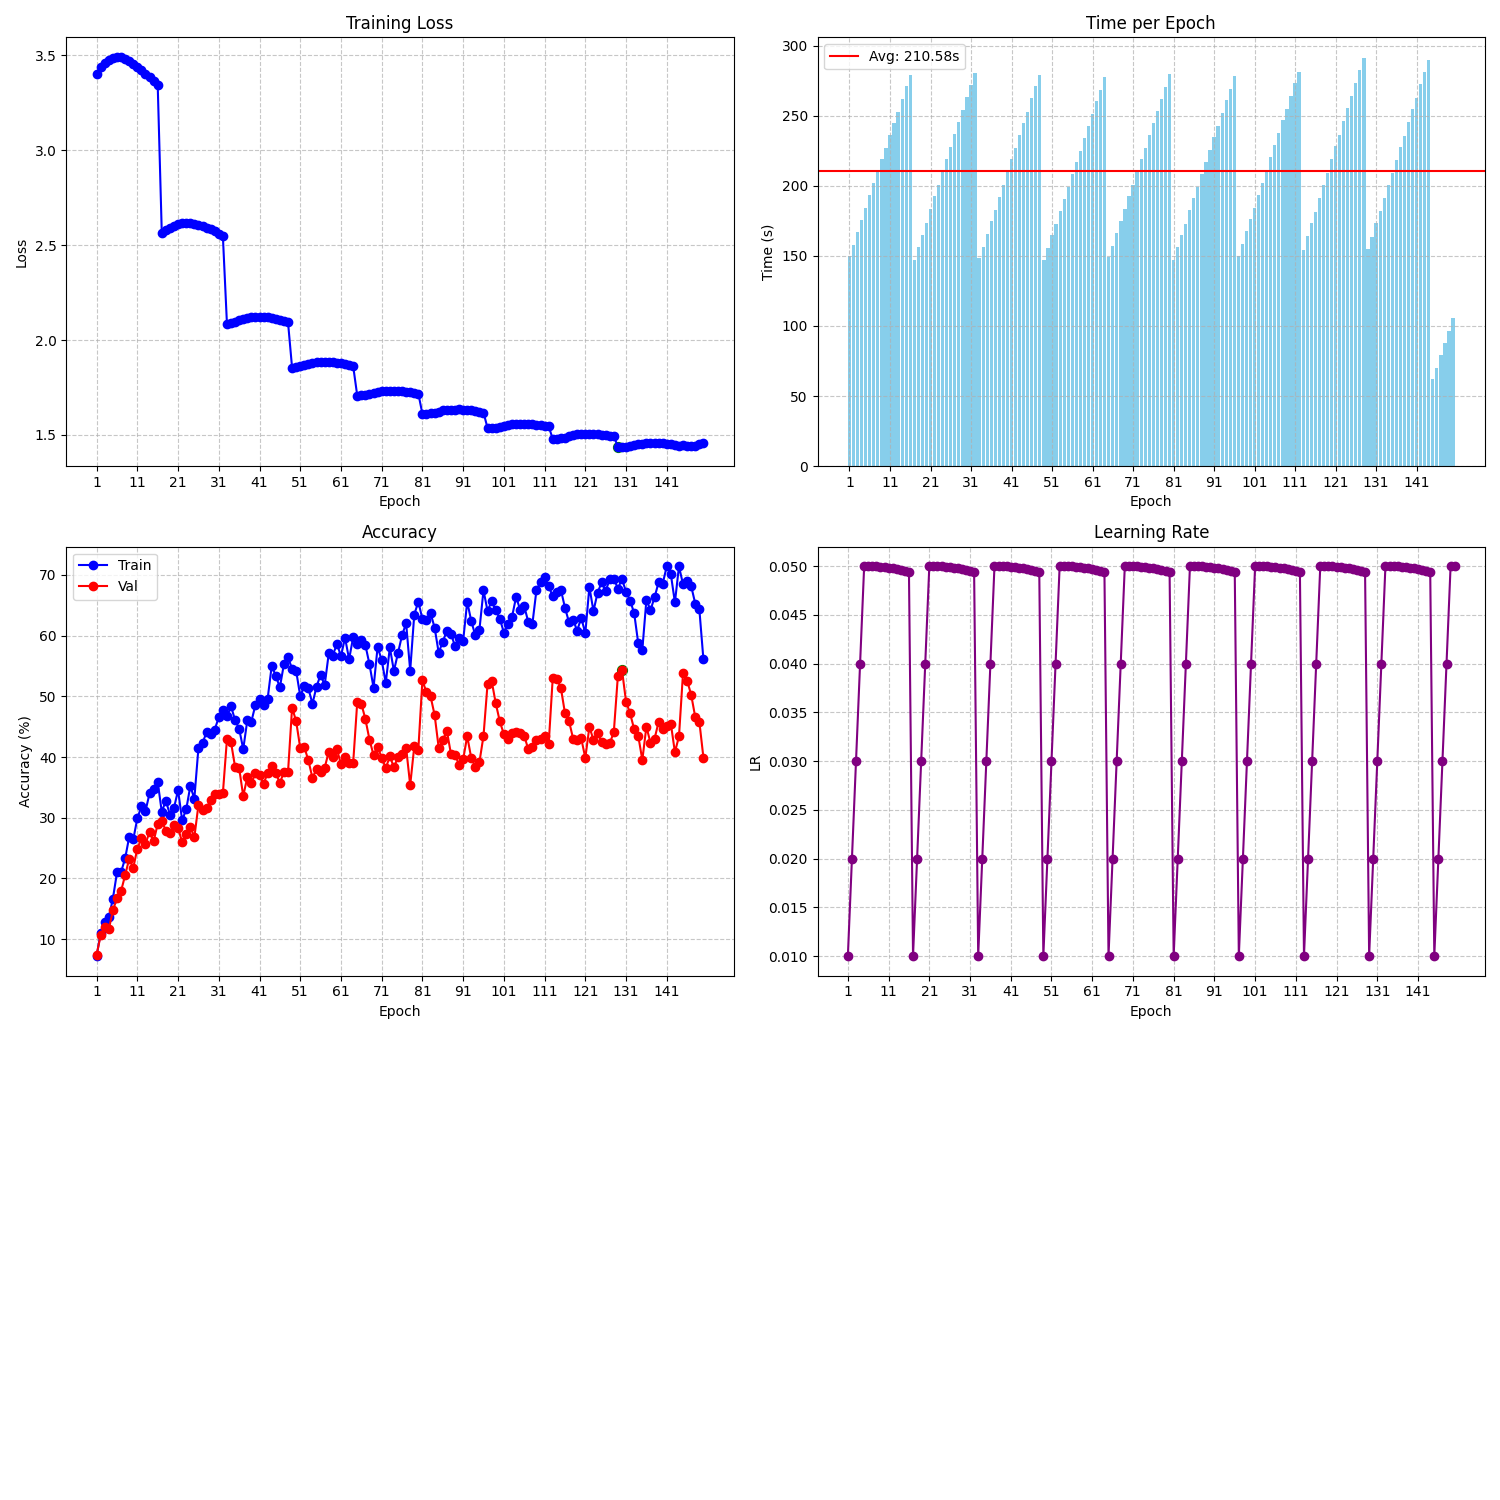 Training Loss
3.5
3.0
2.5
2.0
1.5
Loss
1 11 21 31 41 51 61 71 81 91 101 111 121 131 141
Epoch
Time per Epoch
Avg: 210.58s
300
250
200
150
100
50
0
Time (s)
1 11 21 31 41 51 61 71 81 91 101 111 121 131 141
Epoch
Accuracy
Train
Val
70
60
50
40
30
20
10
Accuracy (%)
1 11 21 31 41 51 61 71 81 91 101 111 121 131 141
Epoch
Learning Rate
0.050
0.045
0.040
0.035
0.030
0.025
0.020
0.015
0.010
LR
1 11 21 31 41 51 61 71 81 91 101 111 121 131 141
Epoch